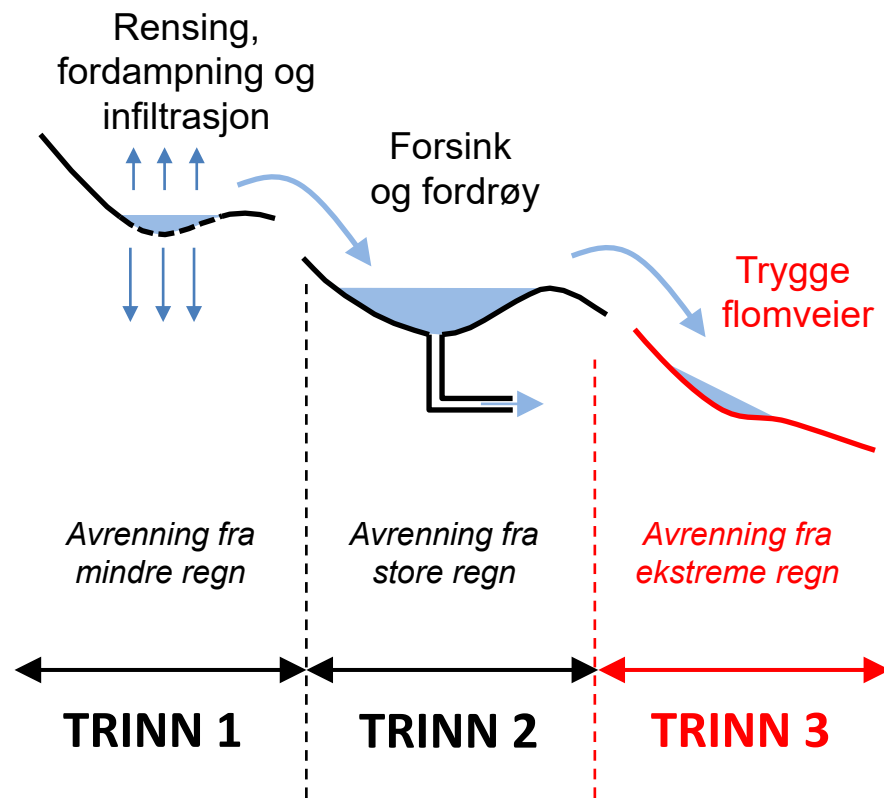 Rensing,
fordampning og
infiltrasjon
Forsink
og fordrøy
Trygge
flomveier
Avrenning fra
mindre regn
Avrenning fra
store regn
Avrenning fra
ekstreme regn
TRINN 1
TRINN 2
TRINN 3